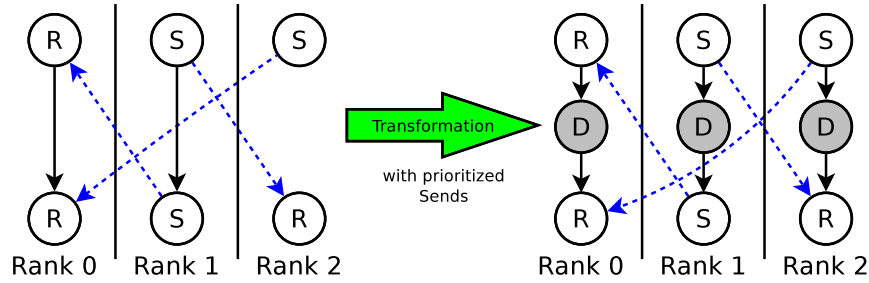 R S S R S S
Transformation
D D D
with prioritized
Sends
R S R R S R
Rank 0 Rank 1 Rank 2 Rank 0 Rank 1 Rank 2